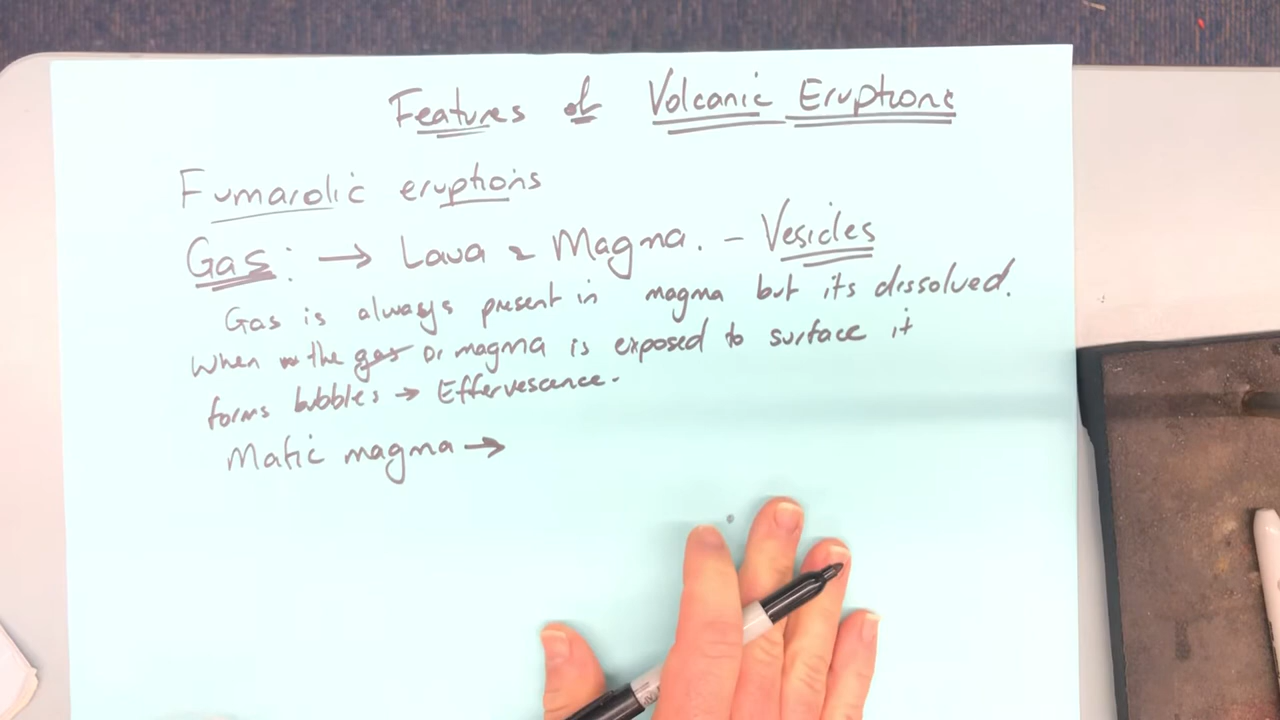 Features of Volcanic Eruptions
Fumarolic eruptions
Gas: → Lava & Magma. - Vesicles
Gas is always present in magma but its dissolved.
When the gas Or magma is exposed to surface it
forms bubbles → Effervescence.
Mafic magma →